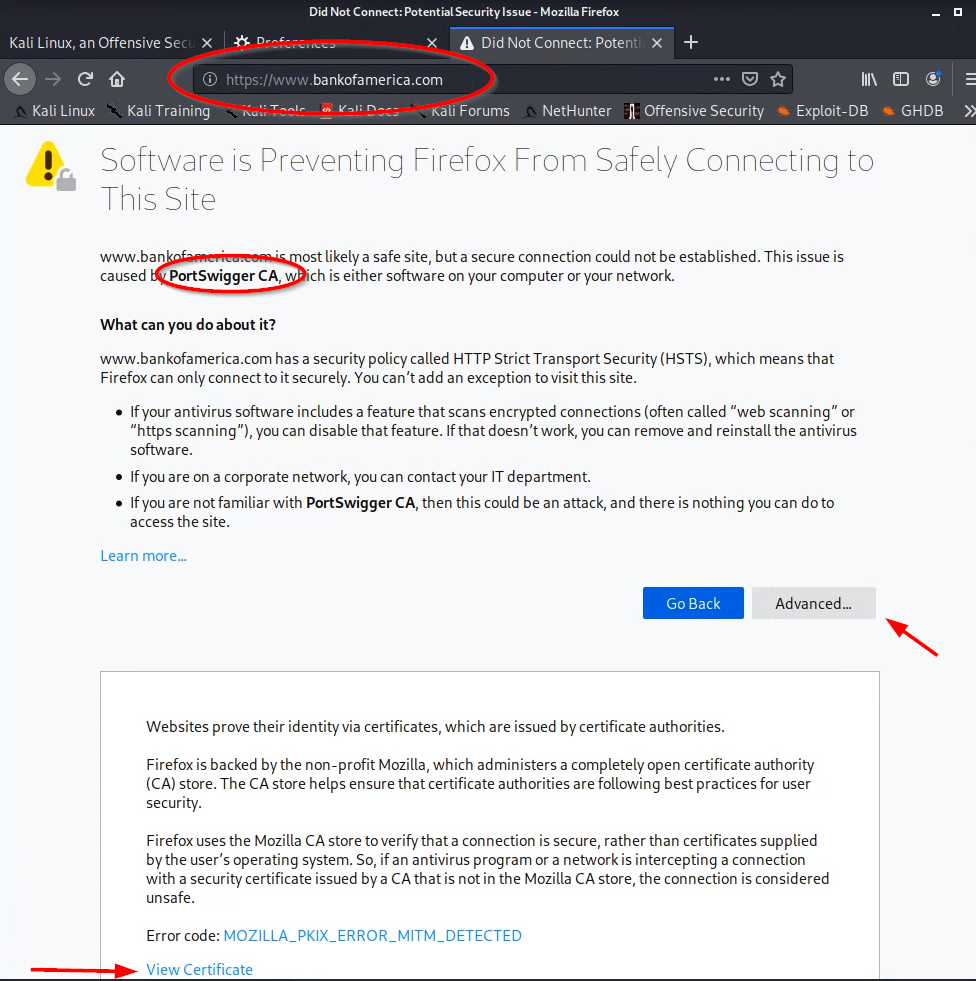 Did Not Connect: Potential Security Issue - Mozilla Firefox
Kali Linux, an Offensive Secu
Preferences
Did Not Connect: Potenti
https://www.bankofamerica.com
Kali Linux Kali Training Kali Tools Kali Docs Kali Forums NetHunter Offensive Security Exploit-DB GHDB
Software is Preventing Firefox From Safely Connecting to
This Site
www.bankofamerica.com is most likely a safe site, but a secure connection could not be established. This issue is
caused by PortSwigger CA, which is either software on your computer or your network.
What can you do about it?
www.bankofamerica.com has a security policy called HTTP Strict Transport Security (HSTS), which means that
Firefox can only connect to it securely. You can’t add an exception to visit this site.
If your antivirus software includes a feature that scans encrypted connections (often called “web scanning” or
“https scanning”), you can disable that feature. If that doesn’t work, you can remove and reinstall the antivirus
software.
If you are on a corporate network, you can contact your IT department.
If you are not familiar with PortSwigger CA, then this could be an attack, and there is nothing you can do to
access the site.
Learn more…
Go Back
Advanced…
Websites prove their identity via certificates, which are issued by certificate authorities.
Firefox is backed by the non-profit Mozilla, which administers a completely open certificate authority
(CA) store. The CA store helps ensure that certificate authorities are following best practices for user
security.
Firefox uses the Mozilla CA store to verify that a connection is secure, rather than certificates supplied
by the user’s operating system. So, if an antivirus program or a network is intercepting a connection
with a security certificate issued by a CA that is not in the Mozilla CA store, the connection is considered
unsafe.
Error code: MOZILLA_PKIX_ERROR_MITM_DETECTED
View Certificate